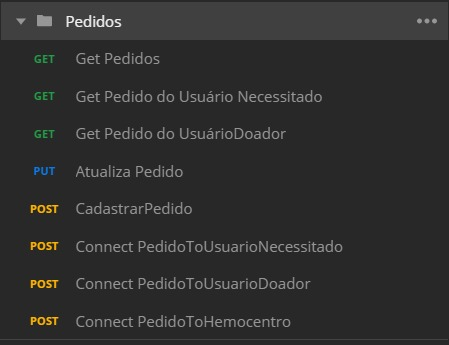 Pedidos
GET Get Pedidos
GET Get Pedido do Usuário Necessitado
GET Get Pedido do UsuárioDoador
PUT Atualiza Pedido
POST CadastrarPedido
POST Connect PedidoToUsuarioNecessitado
POST Connect PedidoToUsuarioDoador
POST Connect PedidoToHemocentro